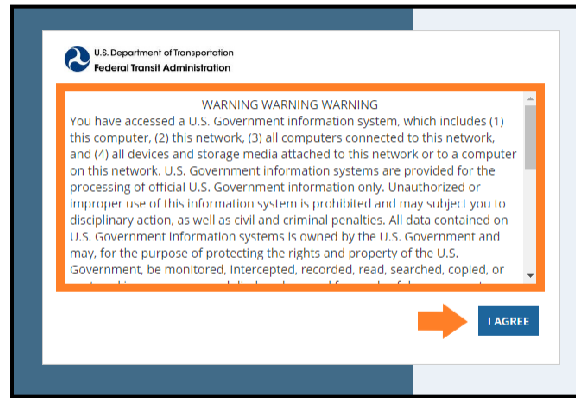 U.S. Department of Transportation
Federal Transit Administration
WARNING WARNING WARNING
You have accessed a U.S. Government information system, which includes (1)
this computer, (2) this network, (3) all computers connected to this network,
and (4) all devices and storage media attached to this network or to a computer
on this network. U.S. Government information systems are provided for the
processing of official U.S. Government information only. Unauthorized or
improper use of this information system is prohibited and may subject you to
disciplinary action, as well as civil and criminal penalties. All data contained on
U.S. Government information systems is owned by the U.S. Government and
may, for the purpose of protecting the rights and property of the U.S.
Government, be monitored, intercepted, recorded, read, searched, copied, or
I AGREE